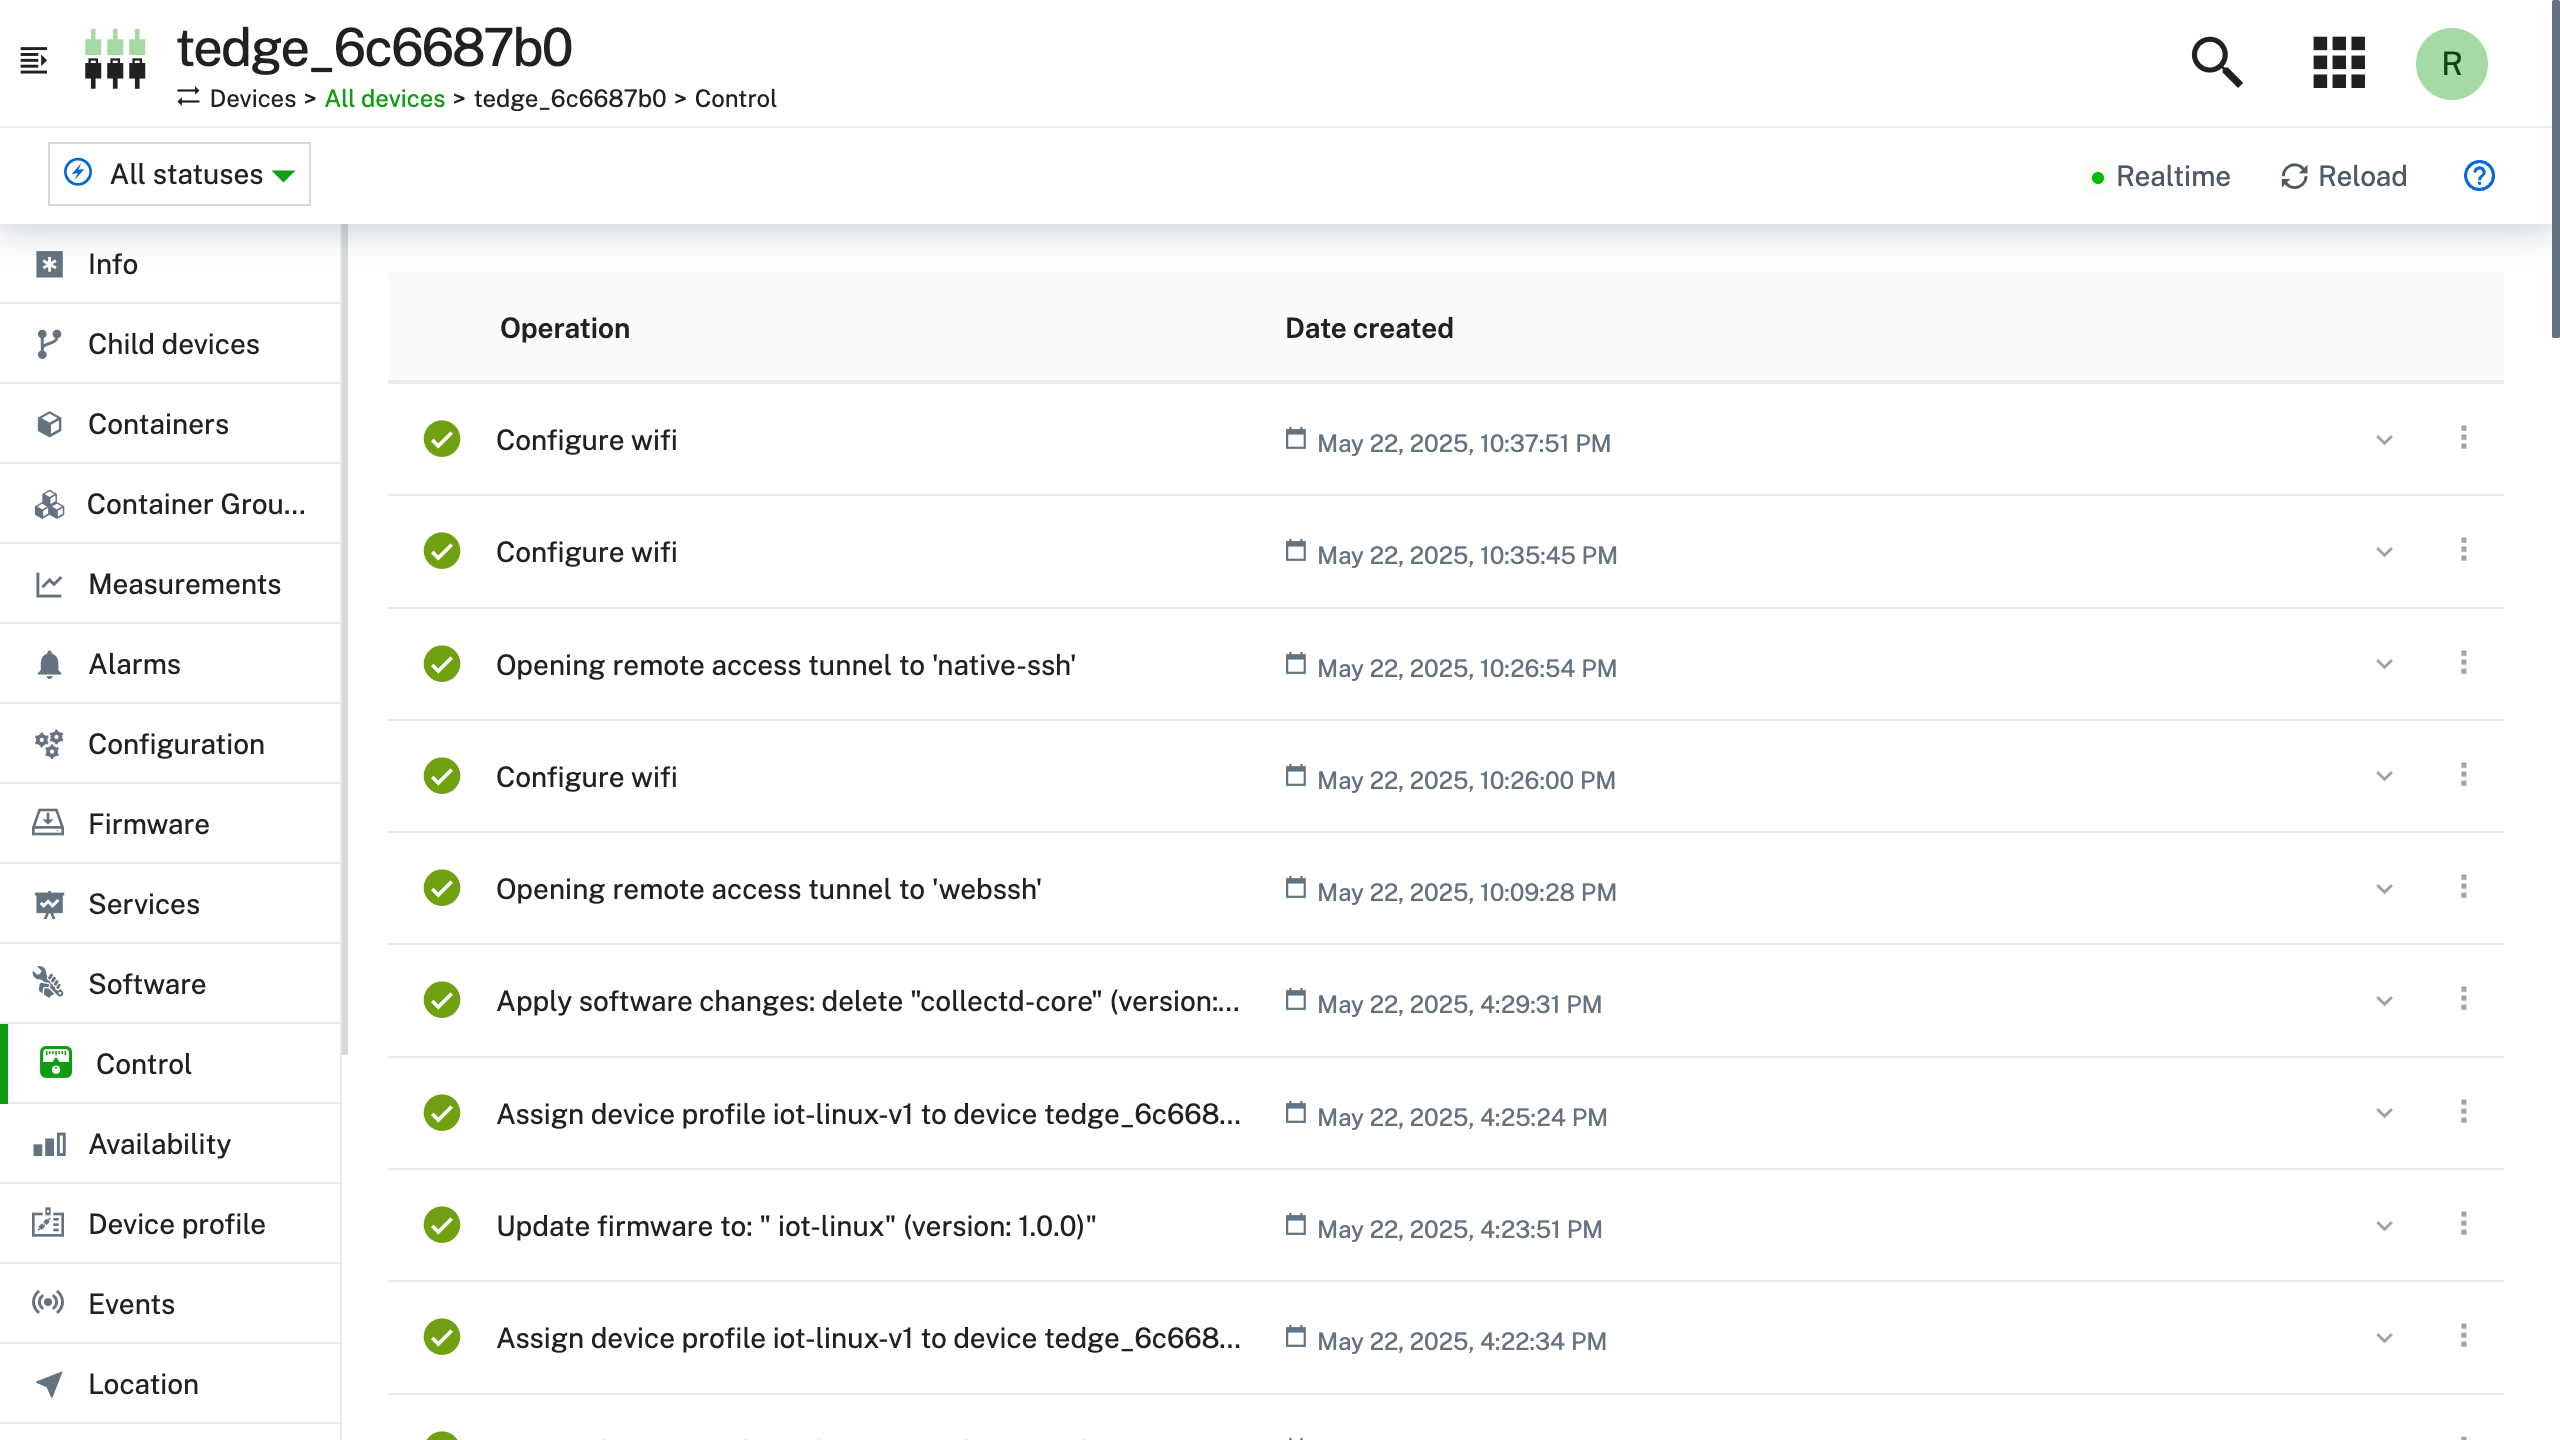 tedge_6c6687b0
Devices > All devices > tedge_6c6687b0 > Control
R
All statuses
Realtime
Reload
Info
Child devices
Containers
Container Grou...
Measurements
Alarms
Configuration
Firmware
Services
Software
Control
Availability
Device profile
Events
Location
Operation Date created
Configure wifi May 22, 2025, 10:37:51 PM
Configure wifi May 22, 2025, 10:35:45 PM
Opening remote access tunnel to 'native-ssh' May 22, 2025, 10:26:54 PM
Configure wifi May 22, 2025, 10:26:00 PM
Opening remote access tunnel to 'webssh' May 22, 2025, 10:09:28 PM
Apply software changes: delete "collectd-core" (version:... May 22, 2025, 4:29:31 PM
Assign device profile iot-linux-v1 to device tedge_6c668... May 22, 2025, 4:25:24 PM
Update firmware to: " iot-linux" (version: 1.0.0)" May 22, 2025, 4:23:51 PM
Assign device profile iot-linux-v1 to device tedge_6c668... May 22, 2025, 4:22:34 PM